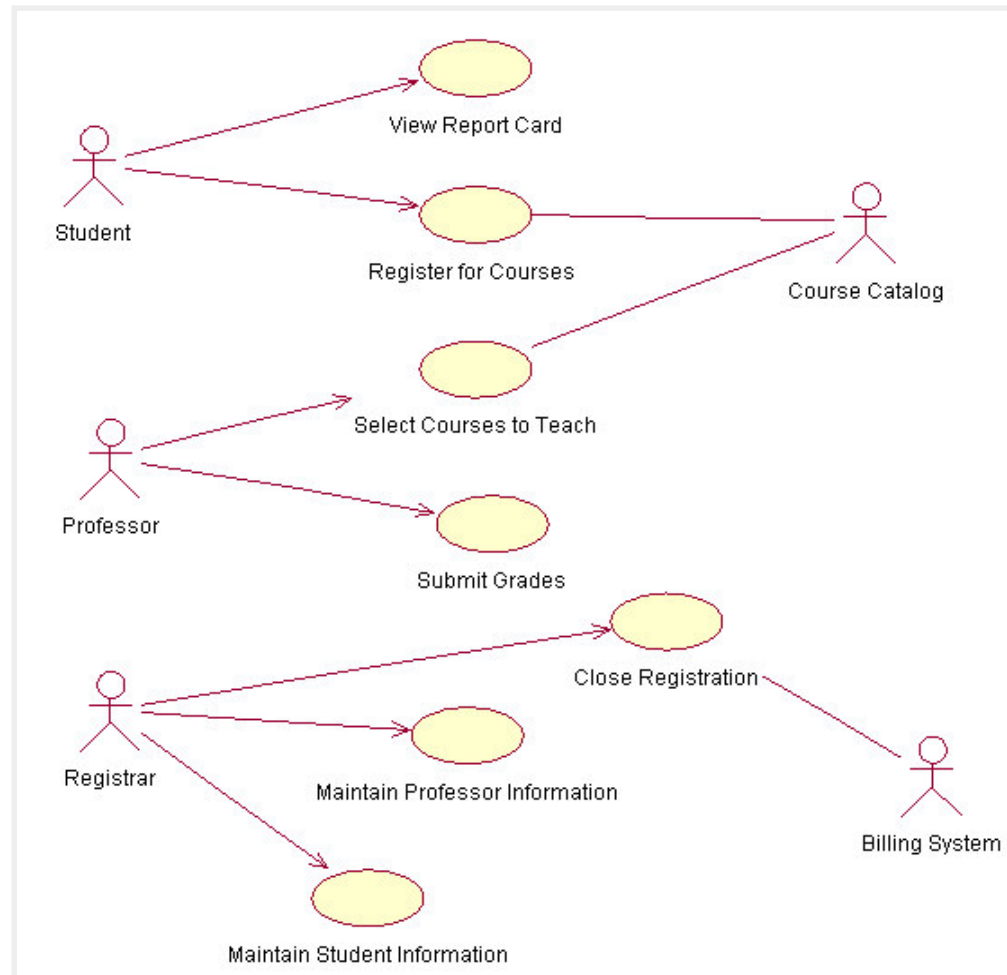 View Report Card
Student
Register for Courses
Course Catalog
Select Courses to Teach
Professor
Submit Grades
Close Registration
Registrar
Maintain Professor Information
Billing System
Maintain Student Information